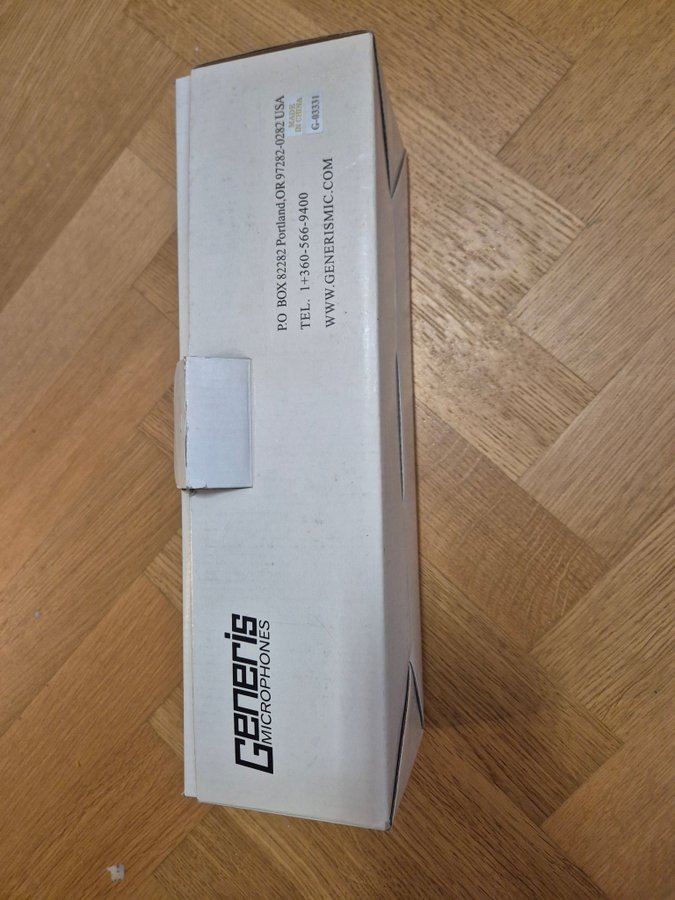 Generis
MICROPHONES
P.O BOX 82282 Portland,OR 97282-0282 USA
TEL. 1+360-566-9400
WWW.GENERISMIC.COM
MADE
IN CHINA
G-03331